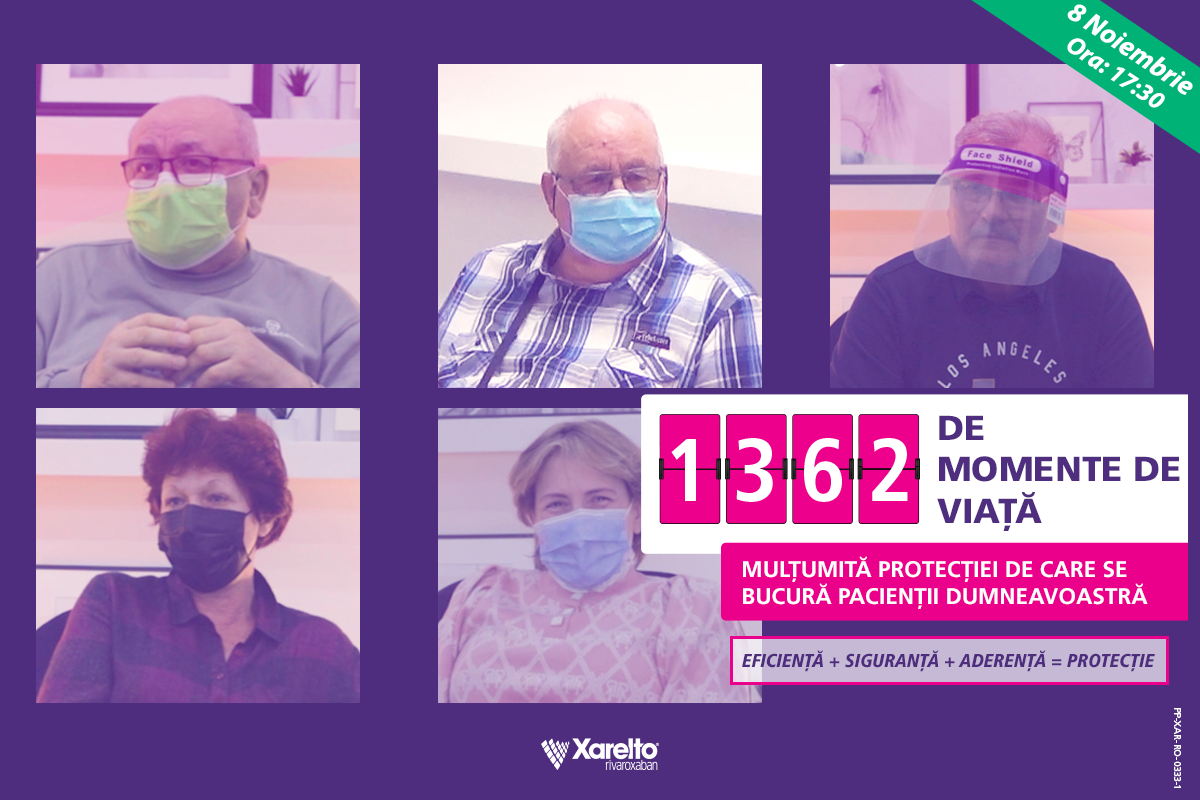 8 Noiembrie
Ora: 17:30
Face Shield
LOS ANGELES
1362
DE
MOMENTE DE
VIAȚĂ
MULȚUMITĂ PROTECȚIEI DE CARE SE
BUCURĂ PACIENȚII DUMNEAVOASTRĂ
EFICIENȚĂ + SIGURANȚĂ + ADERENȚĂ = PROTECȚIE
Xarelto®
rivaroxaban
PP-XAR-RO-0333-1